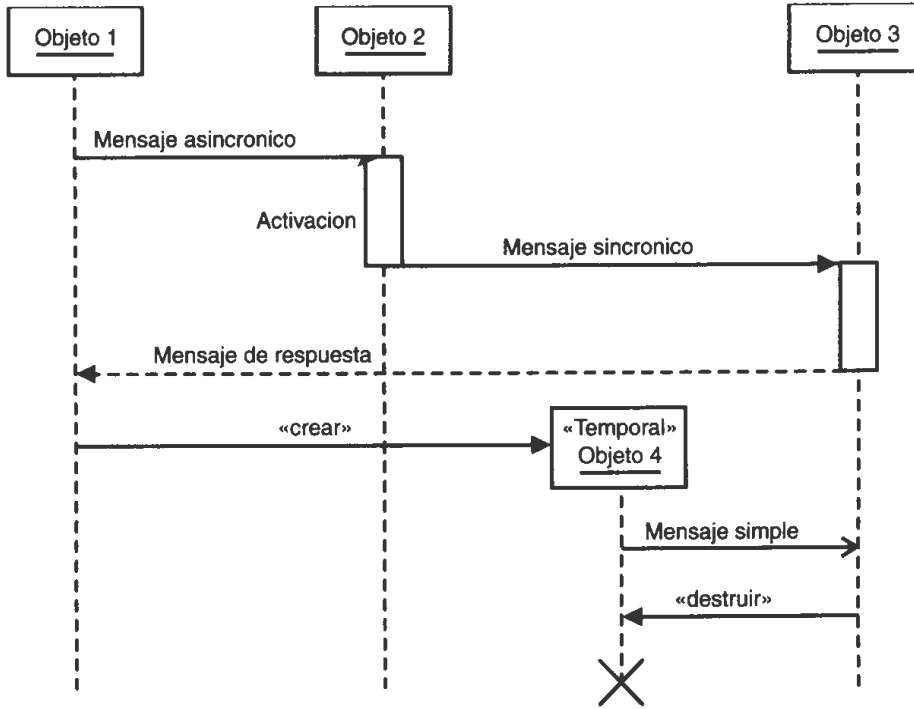 Objeto 1
Objeto 2
Objeto 3
Mensaje asincronico
Activacion
Mensaje sincronico
Mensaje de respuesta
«crear»
«Temporal»
Objeto 4
Mensaje simple
«destruir»